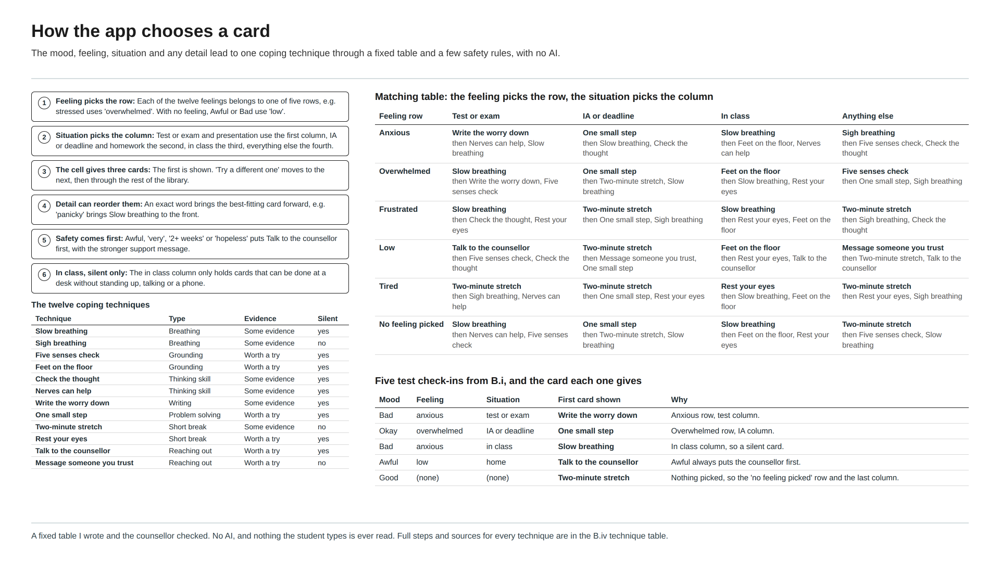 How the app chooses a card
The mood, feeling, situation and any detail lead to one coping technique through a fixed table and a few safety rules, with no AI.
1 Feeling picks the row: Each of the twelve feelings belongs to one of five rows, e.g.
stressed uses 'overwhelmed'. With no feeling, Awful or Bad use 'low'.
2 Situation picks the column: Test or exam and presentation use the first column, IA
or deadline and homework the second, in class the third, everything else the fourth.
3 The cell gives three cards: The first is shown. 'Try a different one' moves to the
next, then through the rest of the library.
4 Detail can reorder them: An exact word brings the best-fitting card forward, e.g.
'panicky' brings Slow breathing to the front.
5 Safety comes first: Awful, 'very', '2+ weeks' or 'hopeless' puts Talk to the counsellor
first, with the stronger support message.
6 In class, silent only: The in class column only holds cards that can be done at a
desk without standing up, talking or a phone.
The twelve coping techniques
Technique Type Evidence Silent
Slow breathing Breathing Some evidence yes
Sigh breathing Breathing Some evidence no
Five senses check Grounding Worth a try yes
Feet on the floor Grounding Worth a try yes
Check the thought Thinking skill Some evidence yes
Nerves can help Thinking skill Some evidence yes
Write the worry down Writing Some evidence yes
One small step Problem solving Worth a try yes
Two-minute stretch Short break Some evidence no
Rest your eyes Short break Worth a try yes
Talk to the counsellor Reaching out Worth a try yes
Message someone you trust Reaching out Worth a try no
Matching table: the feeling picks the row, the situation picks the column
Feeling row Test or exam IA or deadline In class Anything else
Anxious Write the worry down One small step Slow breathing Sigh breathing
then Nerves can help, Slow then Slow breathing, Check the then Feet on the floor, Nerves then Five senses check, Check the
breathing thought can help thought
Overwhelmed Slow breathing One small step Feet on the floor Five senses check
then Write the worry down, Five then Two-minute stretch, Slow then Slow breathing, Rest your then One small step, Sigh breathing
senses check breathing eyes
Frustrated Slow breathing Two-minute stretch Slow breathing Two-minute stretch
then Check the thought, Rest your then One small step, Sigh breathing then Rest your eyes, Feet on the then Sigh breathing, Check the
eyes floor thought
Low Talk to the counsellor Two-minute stretch Feet on the floor Message someone you trust
then Five senses check, Check the then Message someone you trust, then Rest your eyes, Talk to the then Two-minute stretch, Talk to the
thought One small step counsellor counsellor
Tired Two-minute stretch Two-minute stretch Rest your eyes Two-minute stretch
then Sigh breathing, Nerves can then One small step, Rest your eyes then Slow breathing, Feet on the then Rest your eyes, Sigh breathing
help floor
No feeling picked Slow breathing One small step Slow breathing Two-minute stretch
then Nerves can help, Five senses then Two-minute stretch, Slow then Feet on the floor, Rest your then Five senses check, Slow
check breathing eyes breathing
Five test check-ins from B.i, and the card each one gives
Mood Feeling Situation First card shown Why
Bad anxious test or exam Write the worry down Anxious row, test column.
Okay overwhelmed IA or deadline One small step Overwhelmed row, IA column.
Bad anxious in class Slow breathing In class column, so a silent card.
Awful low home Talk to the counsellor Awful always puts the counsellor first.
Good (none) (none) Two-minute stretch Nothing picked, so the 'no feeling picked' row and the last column.
A fixed table I wrote and the counsellor checked. No AI, and nothing the student types is ever read. Full steps and sources for every technique are in the B.iv technique table.